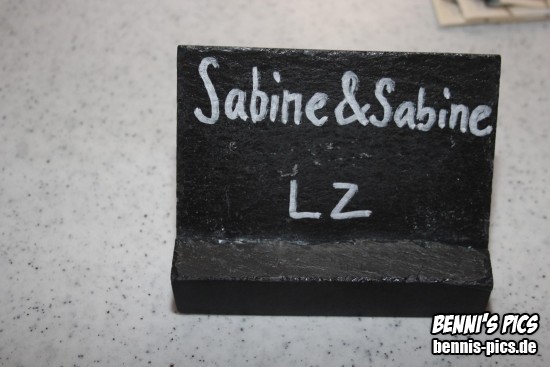 Sabine & Sabine
LZ
BENNI'S PICS
bennis-pics.de